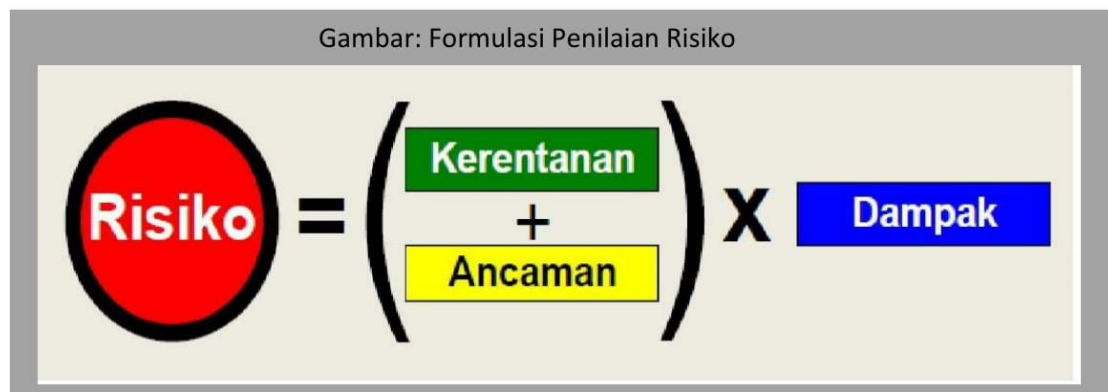 Gambar: Formulasi Penilaian Risiko
Risiko = ( Kerentanan + Ancaman ) X Dampak